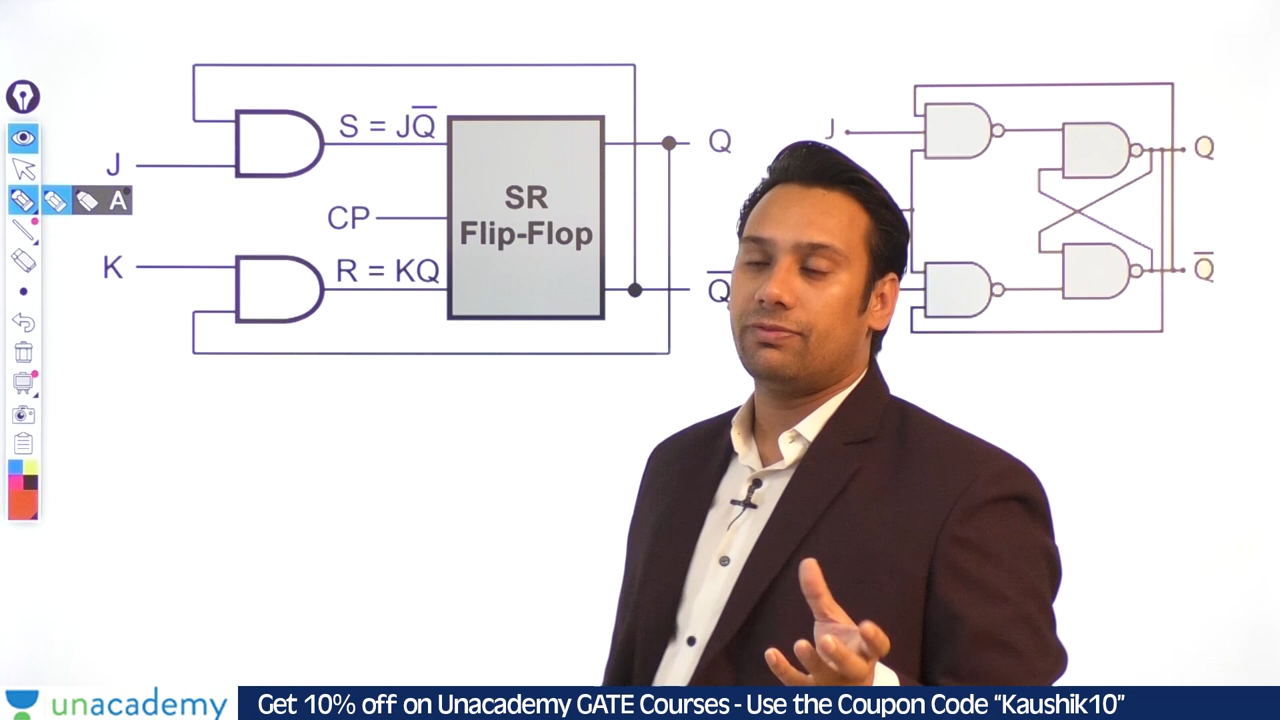 J
K
S = JQ̅
R = KQ
CP
SR
Flip-Flop
Q
Q̅
J
Q
Q̅
A
unacademy
Get 10% off on Unacademy GATE Courses - Use the Coupon Code “Kaushik10”